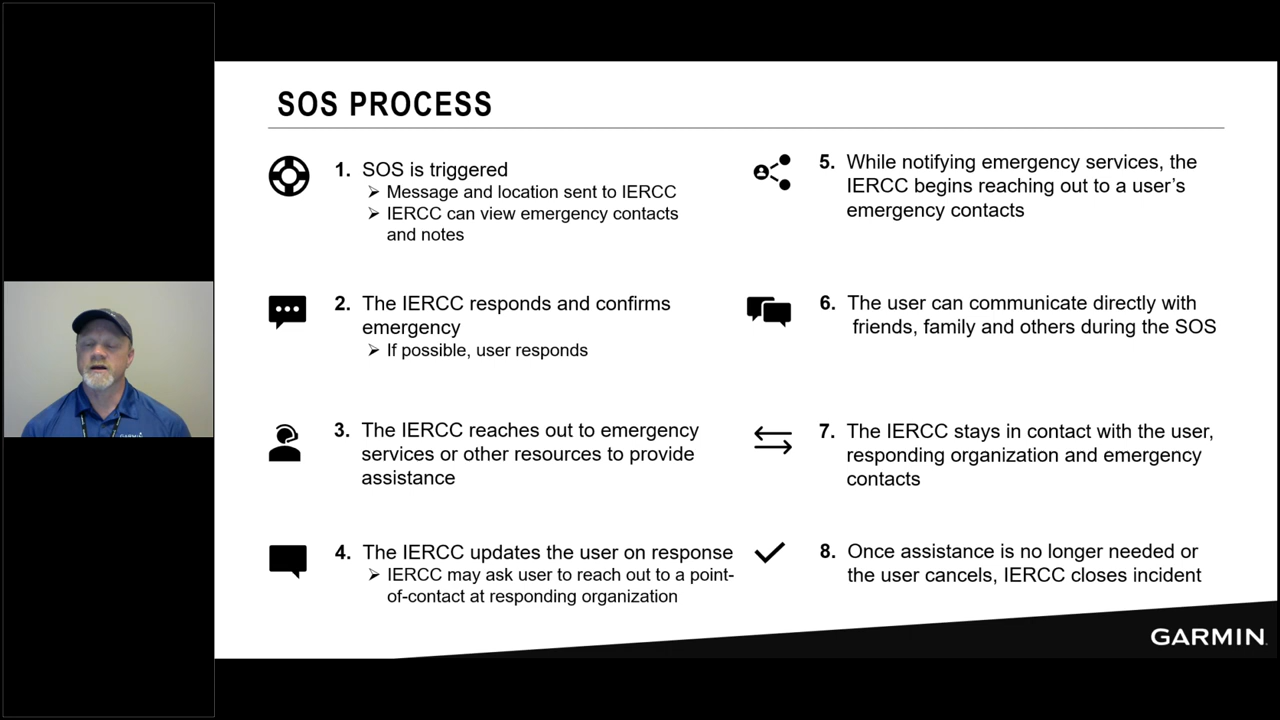 SOS PROCESS
1. SOS is triggered
➢ Message and location sent to IERCC
➢ IERCC can view emergency contacts
and notes
2. The IERCC responds and confirms
emergency
➢ If possible, user responds
3. The IERCC reaches out to emergency
services or other resources to provide
assistance
4. The IERCC updates the user on response
➢ IERCC may ask user to reach out to a point-
of-contact at responding organization
5. While notifying emergency services, the
IERCC begins reaching out to a user’s
emergency contacts
6. The user can communicate directly with
friends, family and others during the SOS
7. The IERCC stays in contact with the user,
responding organization and emergency
contacts
8. Once assistance is no longer needed or
the user cancels, IERCC closes incident
GARMIN
GARMIN